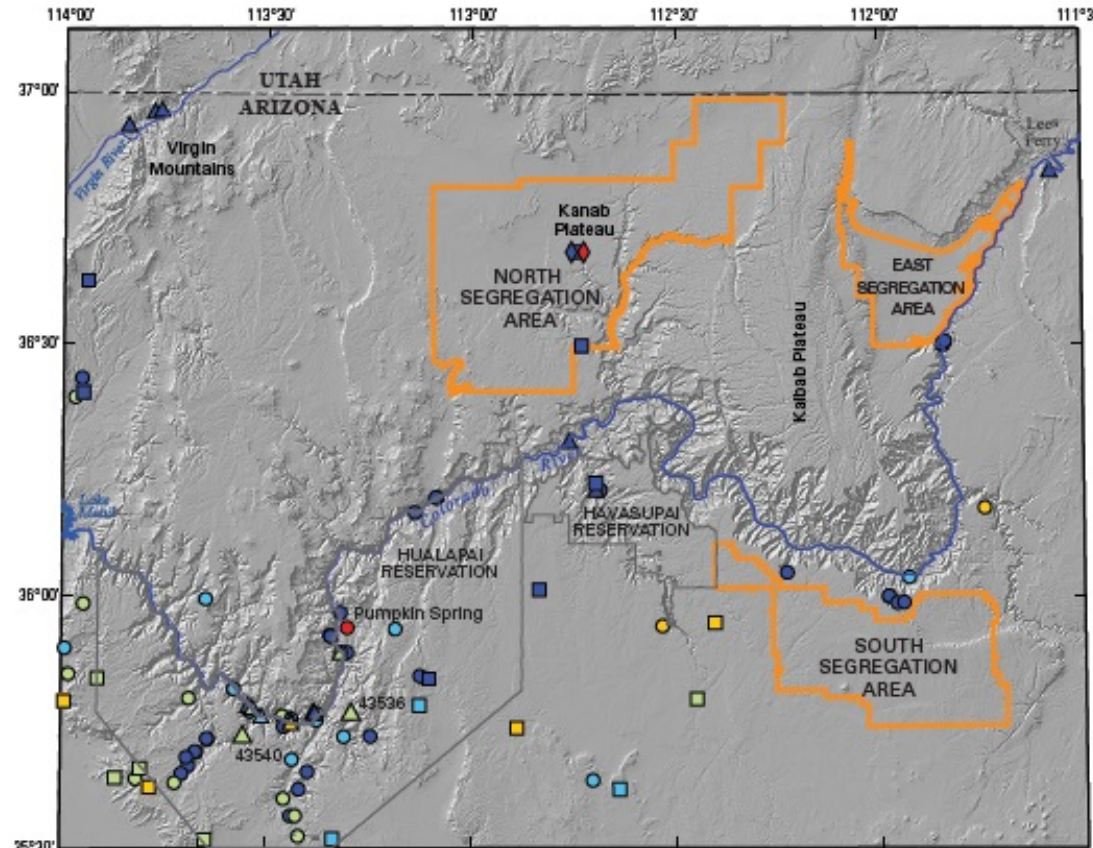 114°00'
113°30'
113°00'
112°30'
112°00'
37°00'
UTAH
ARIZONA
Virgin River
Virgin
Mountains
Lees
Ferry
Kanab
Plateau
NORTH
SEGREGATION
AREA
EAST
SEGREGATION
AREA
Kaibab Plateau
36°30'
Colorado
River
HAVASUPAI
RESERVATION
HUALAPAI
RESERVATION
Lake
36°00'
Pumpkin Spring
SOUTH
SEGREGATION
AREA
43536
43540